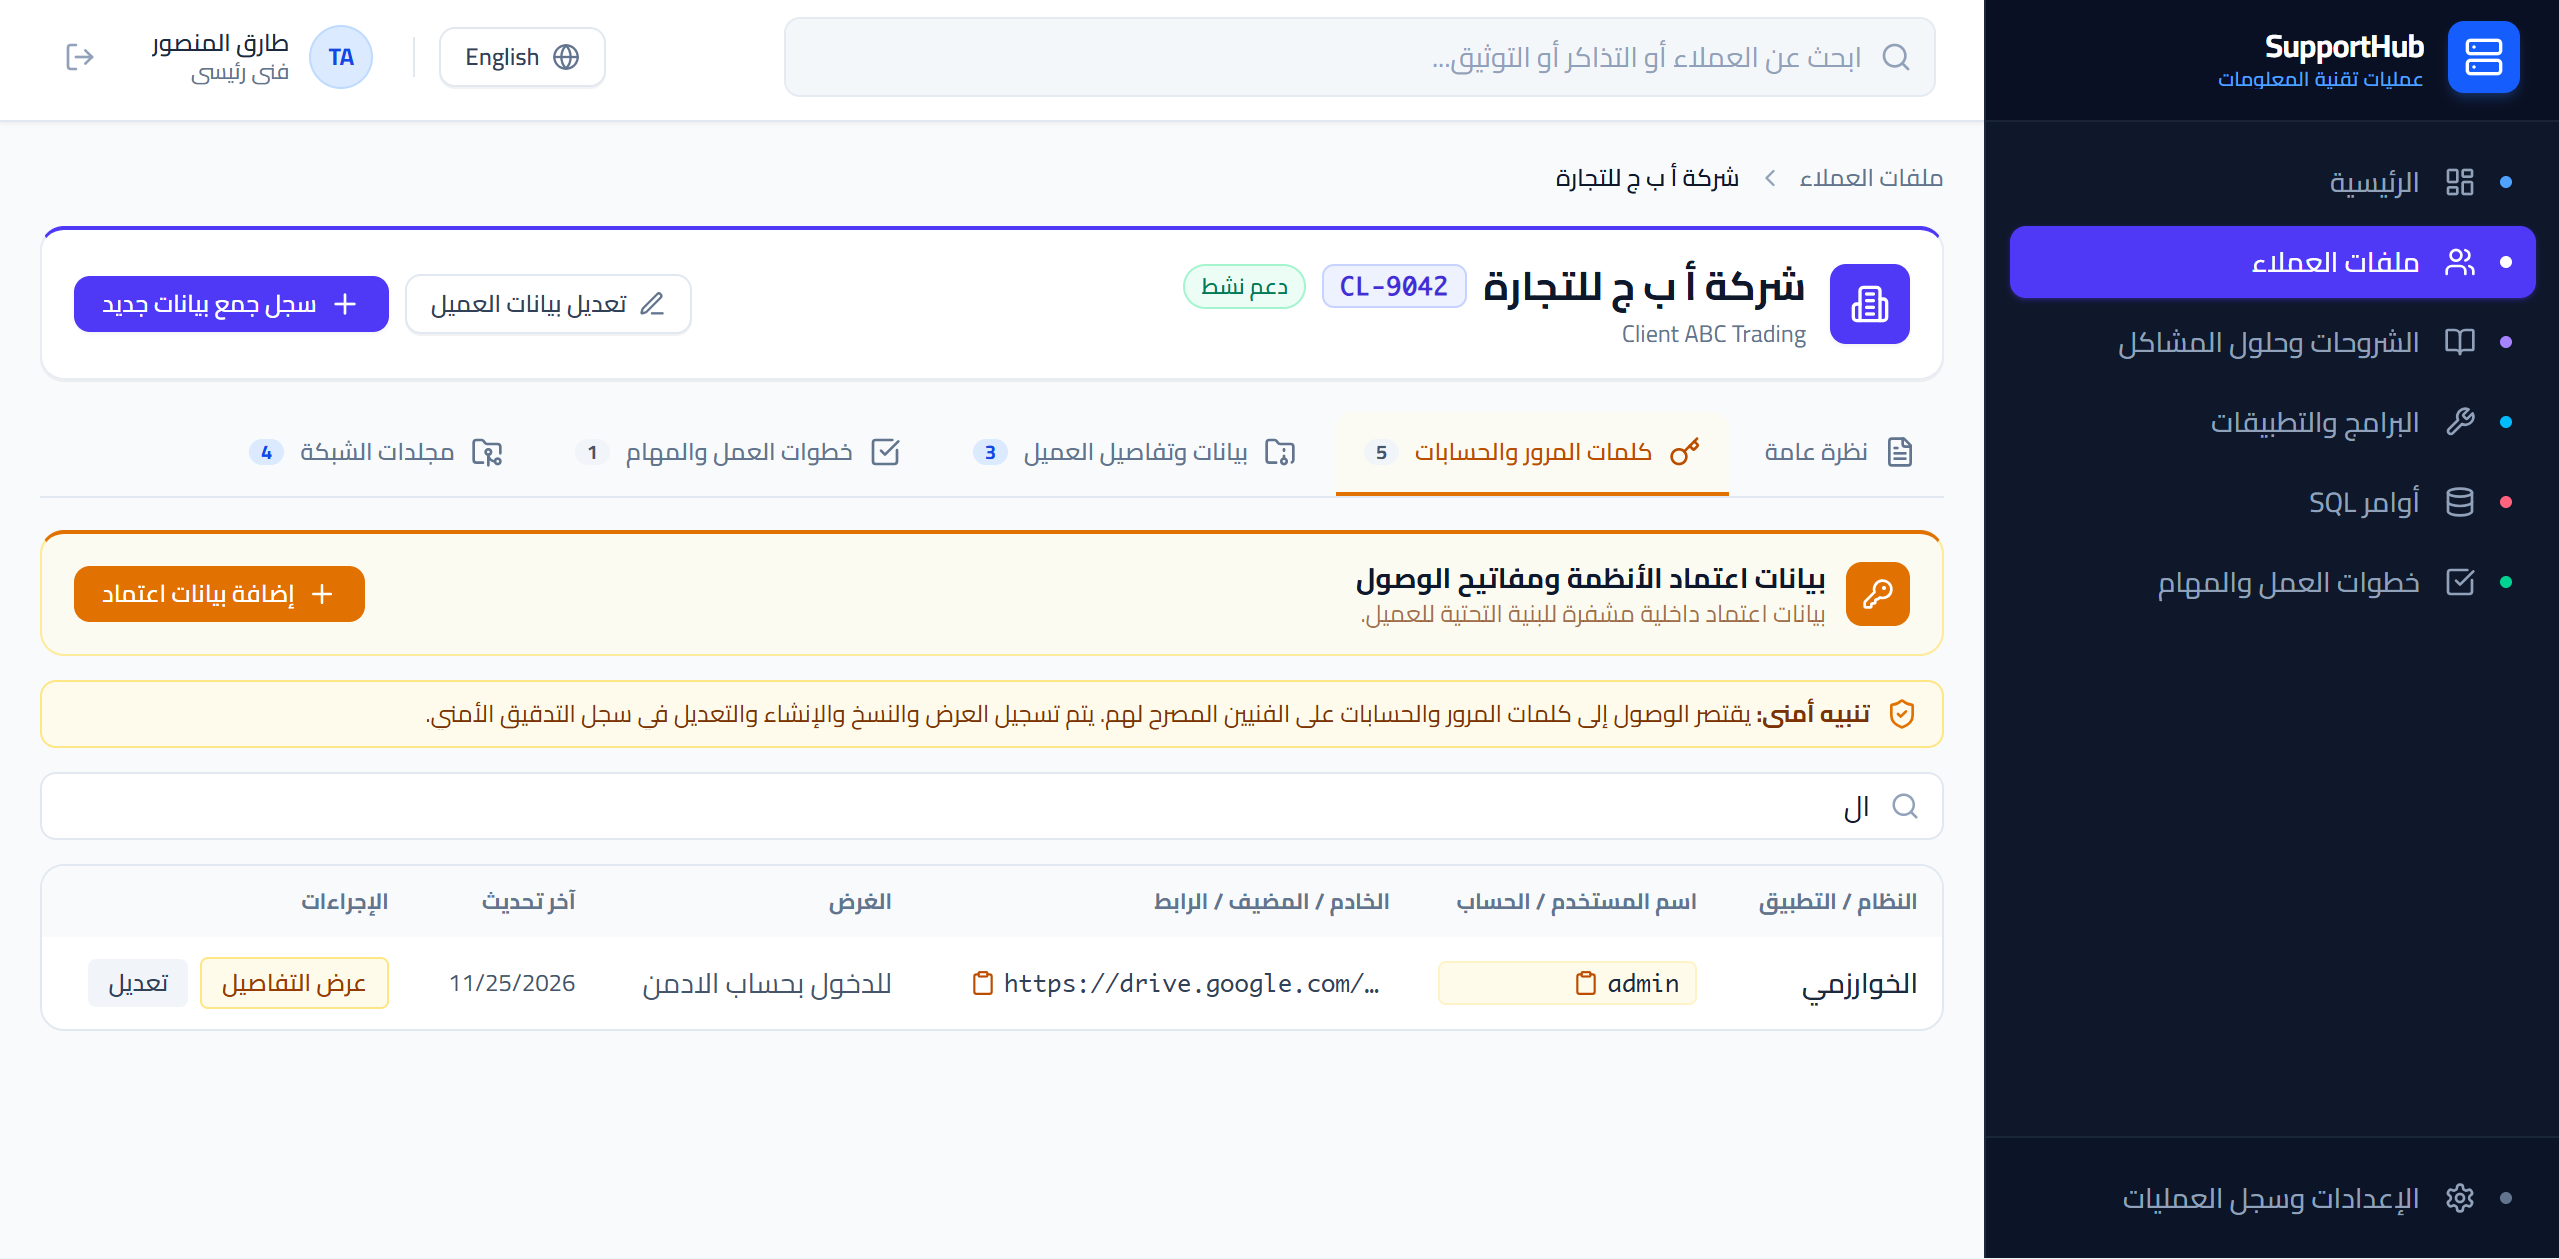 SupportHub
عمليات تقنية المعلومات
الرئيسية
ملفات العملاء
الشروحات وحلول المشاكل
البرامج والتطبيقات
أوامر SQL
خطوات العمل والمهام
الإعدادات وسجل العمليات
ابحث عن العملاء أو التذاكر أو التوثيق...
English
TA
طارق المنصور
فني رئيسي
ملفات العملاء
شركة أ ب ج للتجارة
شركة أ ب ج للتجارة CL-9042 دعم نشط
Client ABC Trading
تعديل بيانات العميل
سجل جمع بيانات جديد
نظرة عامة
كلمات المرور والحسابات 5
بيانات وتفاصيل العميل 3
خطوات العمل والمهام 1
مجلدات الشبكة 4
بيانات اعتماد الأنظمة ومفاتيح الوصول
بيانات اعتماد داخلية مشفرة للبنية التحتية للعميل.
إضافة بيانات اعتماد
تنبيه أمني: يقتصر الوصول إلى كلمات المرور والحسابات على الفنيين المصرح لهم. يتم تسجيل العرض والنسخ والإنشاء والتعديل في سجل التدقيق الأمني.
ال
النظام / التطبيق اسم المستخدم / الحساب الخادم / المضيف / الرابط الغرض آخر تحديث الإجراءات
الخوارزمي admin https://drive.google.com/… للدخول بحساب الادمن 11/25/2026 عرض التفاصيل تعديل